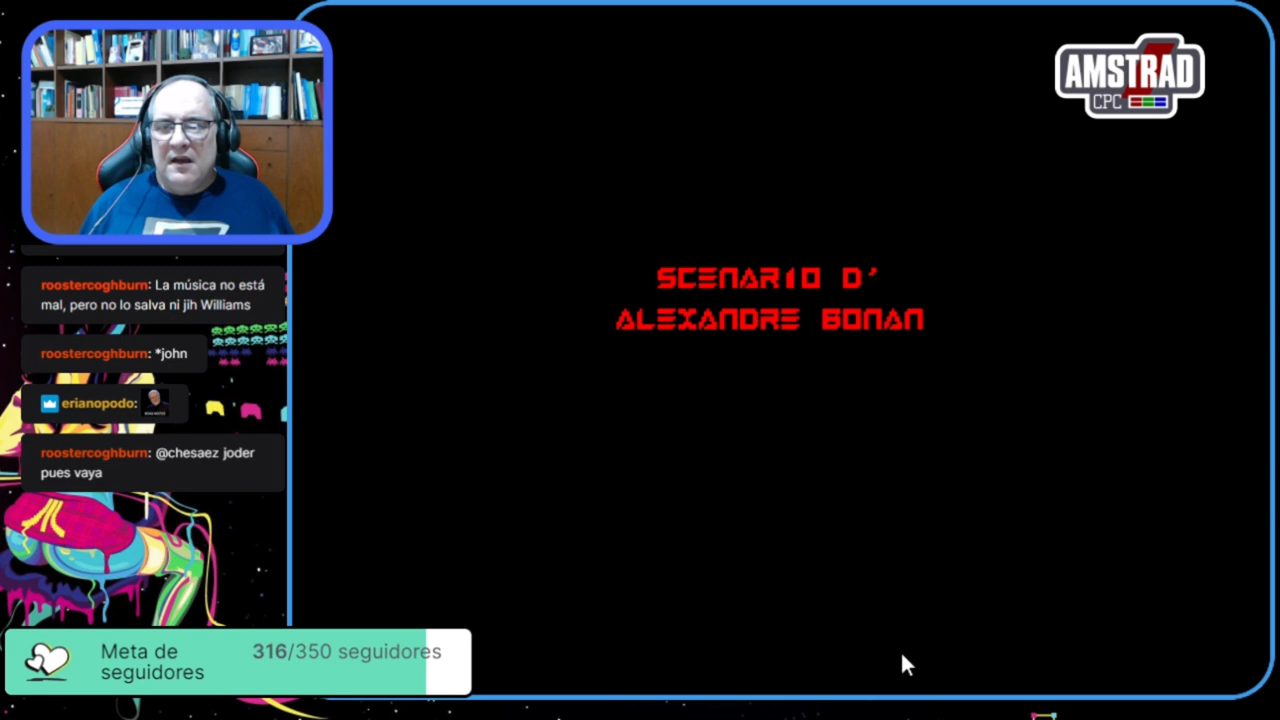 AMSTRAD
CPC
SCENARIO D'
ALEXANDRE BONAN
roostercoghburn: La música no está
mal, pero no lo salva ni jih Williams
roostercoghburn: *john
erianopodo:
roostercoghburn: @chesaez joder
pues vaya
Meta de
seguidores
316/350 seguidores